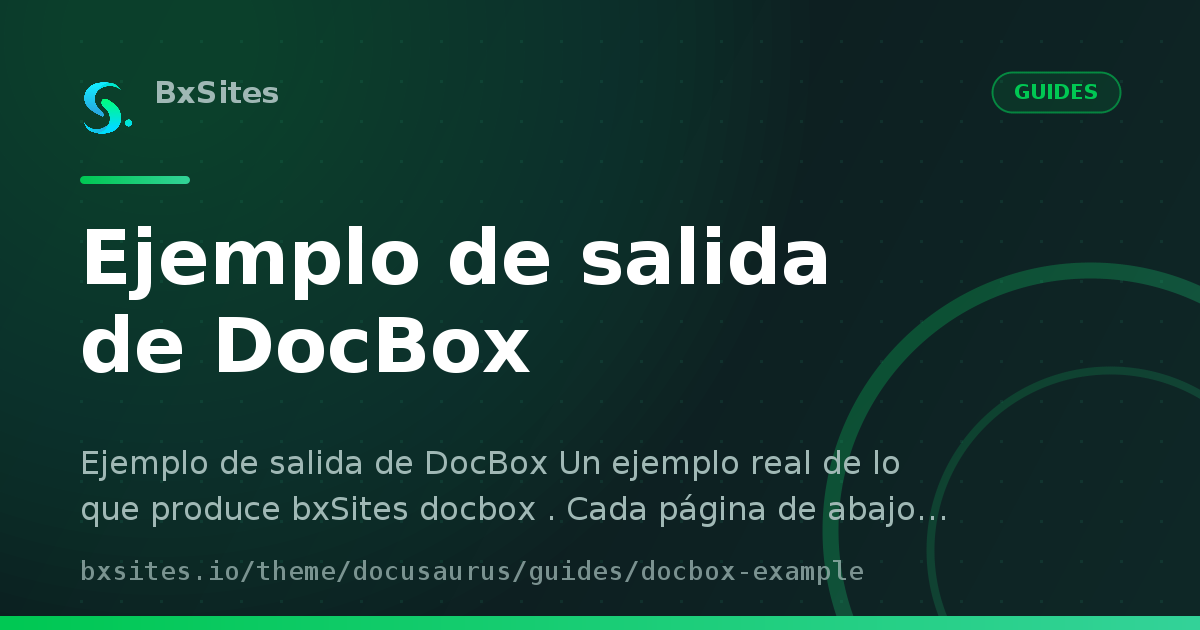 BxSites
GUIDES
Ejemplo de salida
de DocBox
Ejemplo de salida de DocBox Un ejemplo real de lo
que produce bxSites docbox . Cada página de abajo…
bxsites.io/theme/docusaurus/guides/docbox-example